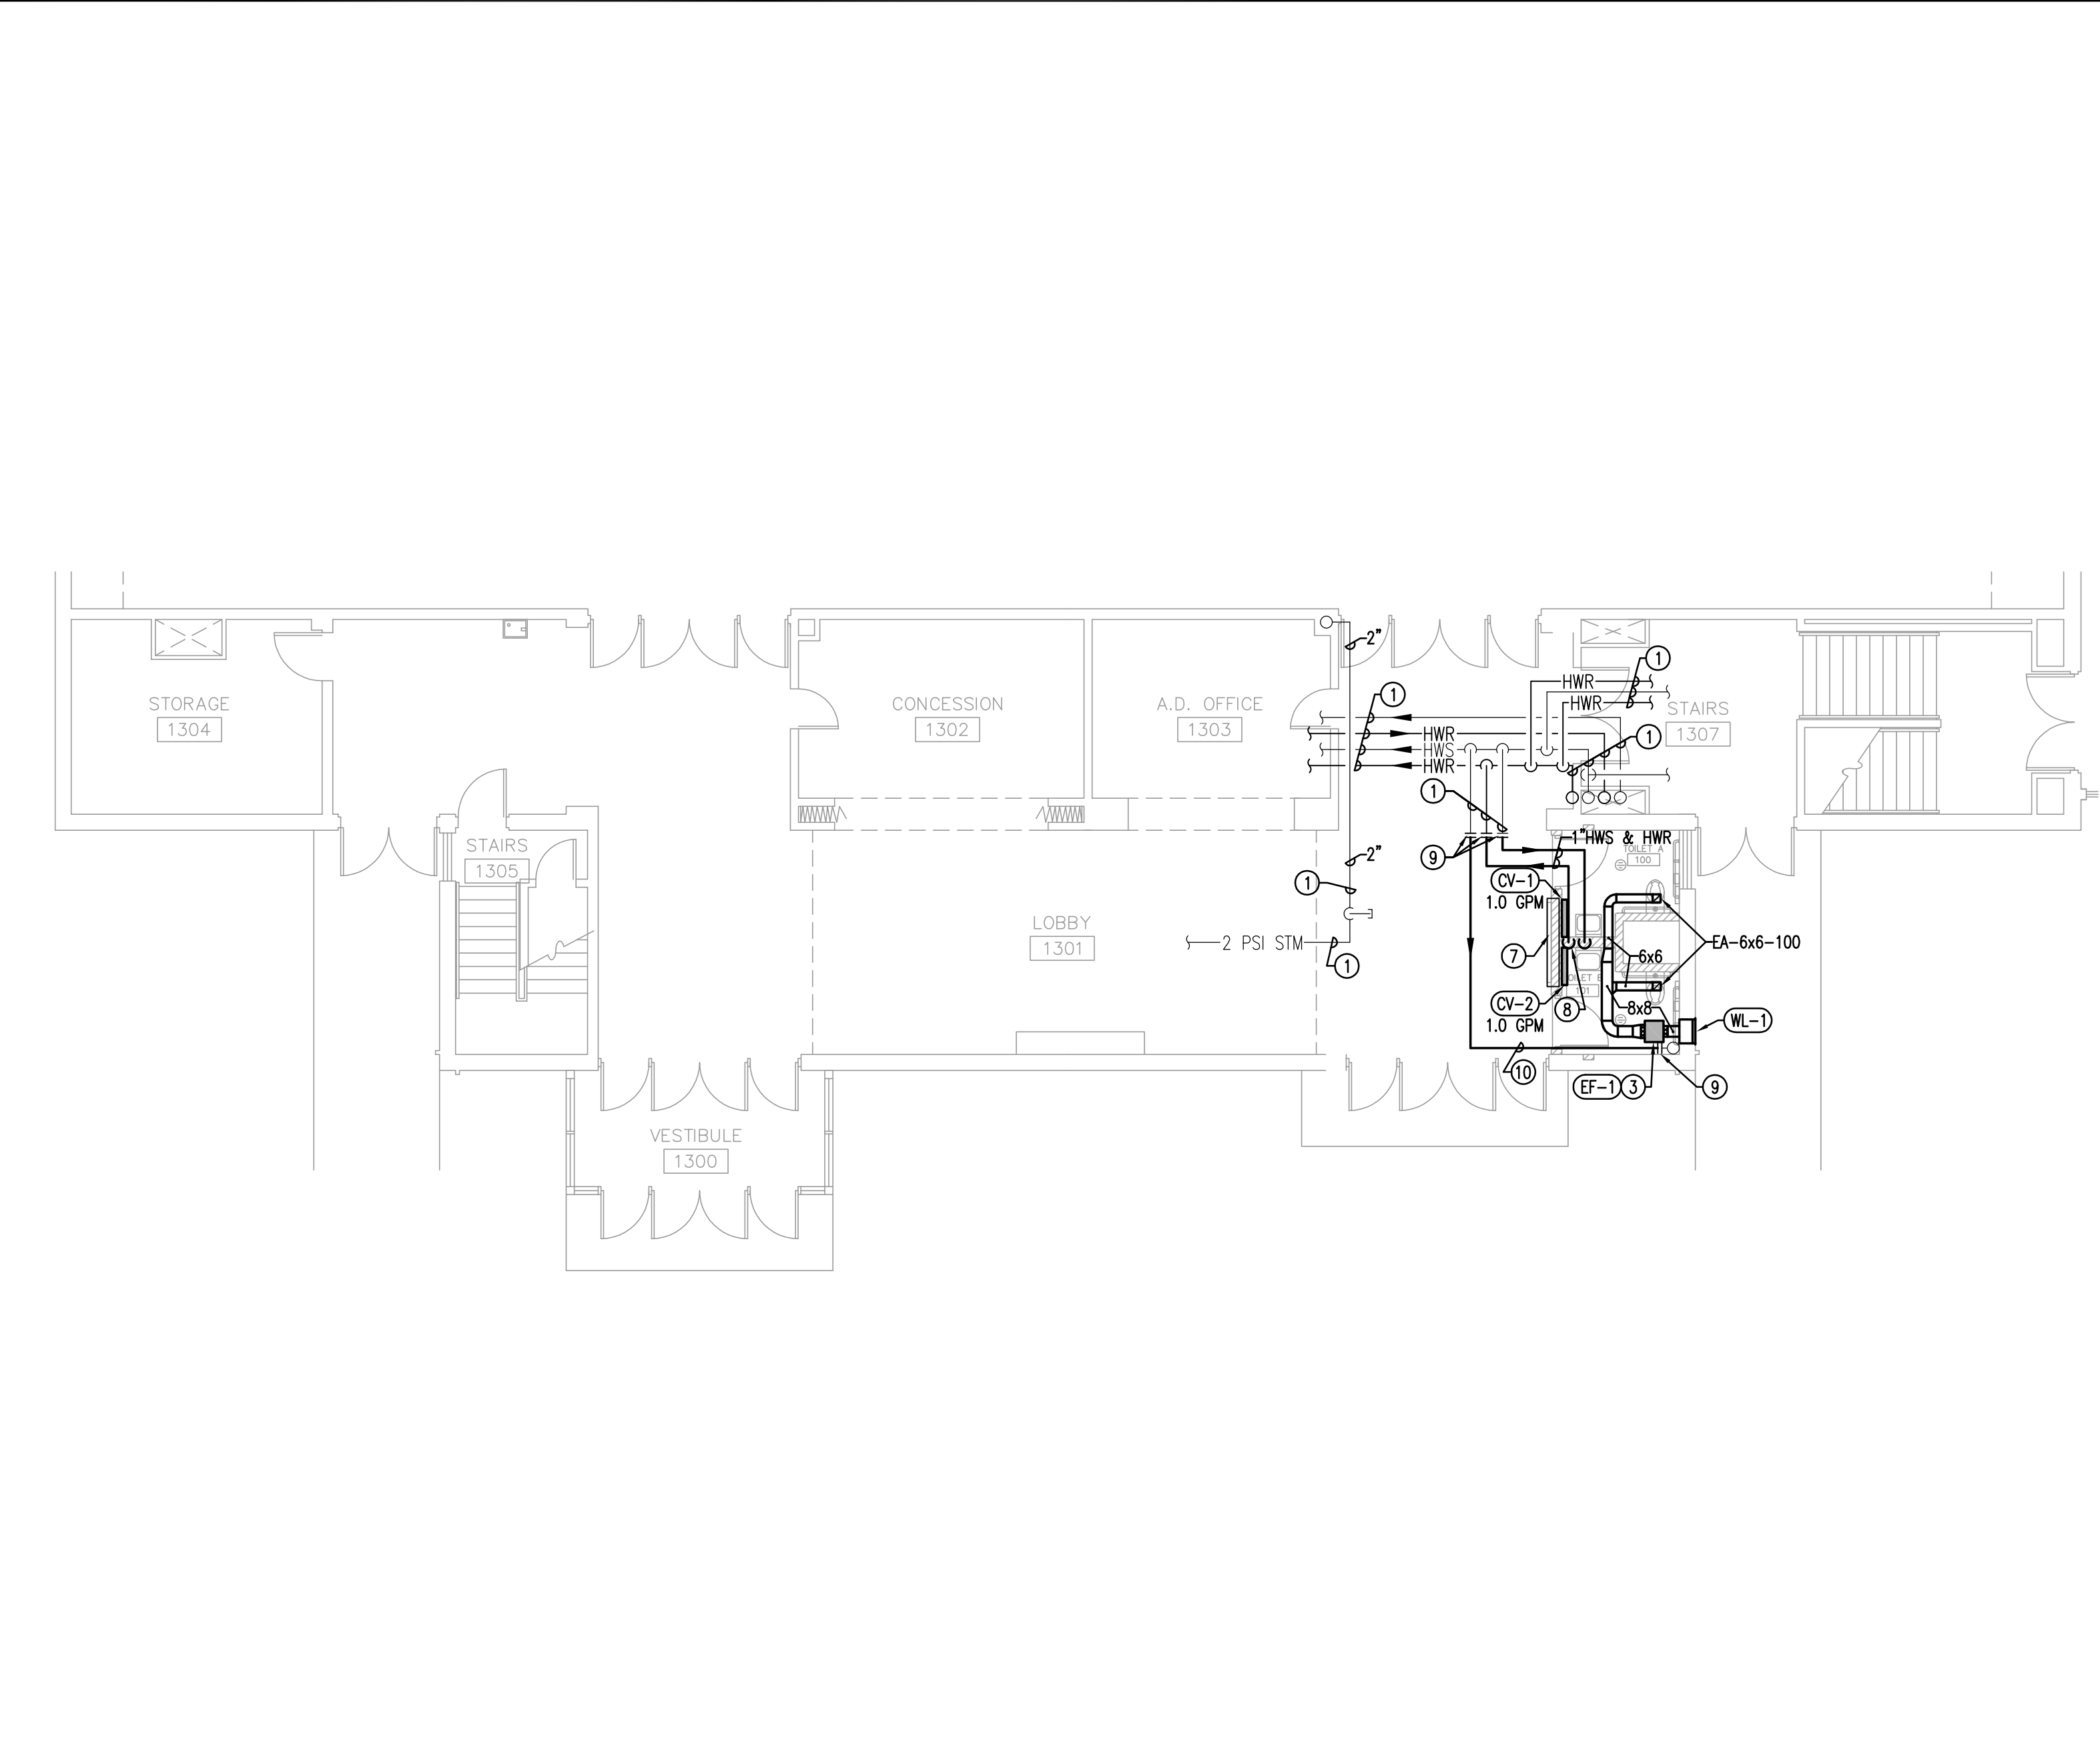 2"
1
HWR
1
STORAGE
1304
CONCESSION
1302
A.D. OFFICE
1303
HWR
STAIRS
1307
HWR
HWS
HWR
1
1
1"HWS & HWR
STAIRS
1305
2"
9
TOILET A
100
1
CV-1
1.0 GPM
LOBBY
1301
2 PSI STM
1
7
EA-6x6-100
6x6
101
CV-2
1.0 GPM
8
8x8
WL-1
10
EF-1
3
9
VESTIBULE
1300